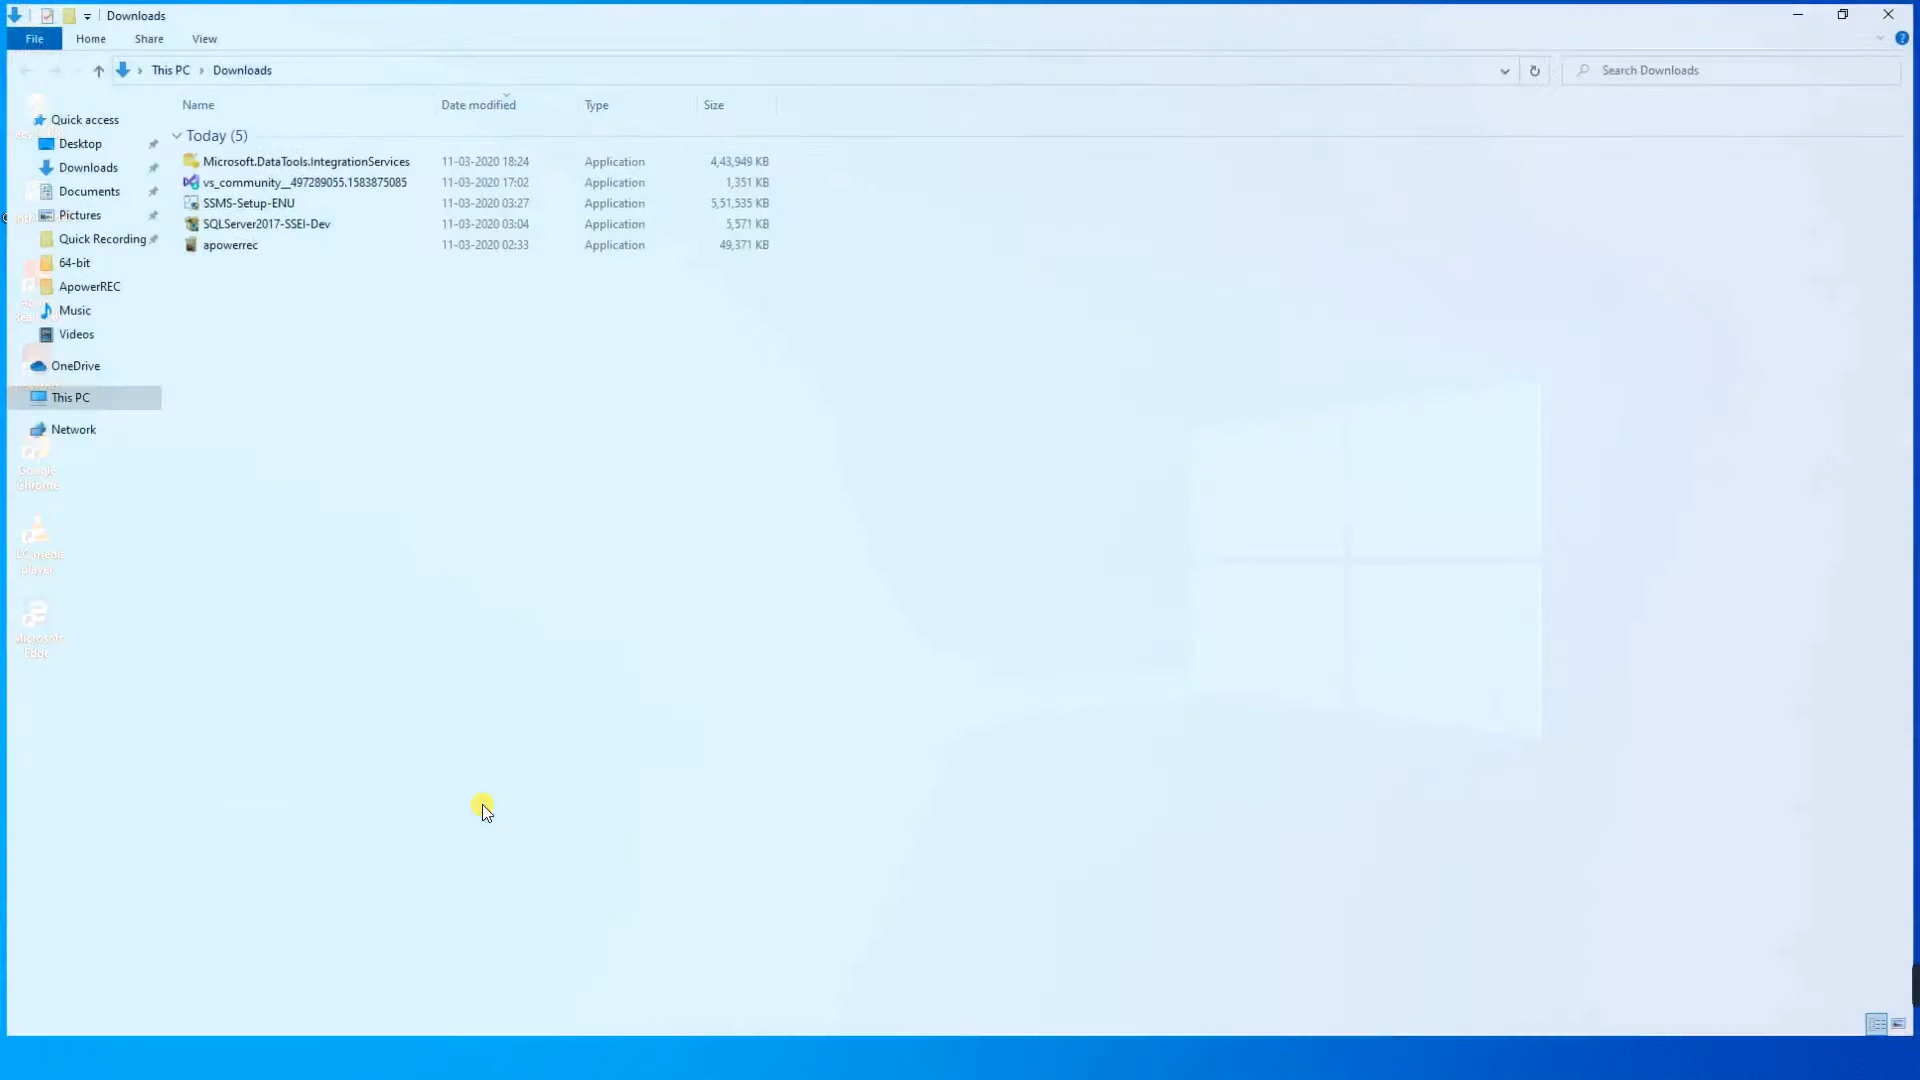 Downloads
File Home Share View
This PC Downloads
Search Downloads
Name Date modified Type Size
Quick access
Desktop
Downloads
Documents
Pictures
Quick Recording
64-bit
ApowerREC
Music
Videos
OneDrive
This PC
Network
Today (5)
Microsoft.DataTools.IntegrationServices 11-03-2020 18:24 Application 4,43,949 KB
vs_community__497289055.1583875085 11-03-2020 17:02 Application 1,351 KB
SSMS-Setup-ENU 11-03-2020 03:27 Application 5,51,535 KB
SQLServer2017-SSEI-Dev 11-03-2020 03:04 Application 5,571 KB
apowerrec 11-03-2020 02:33 Application 49,371 KB
Google
Chrome
LC media
player
Microsoft
Edge